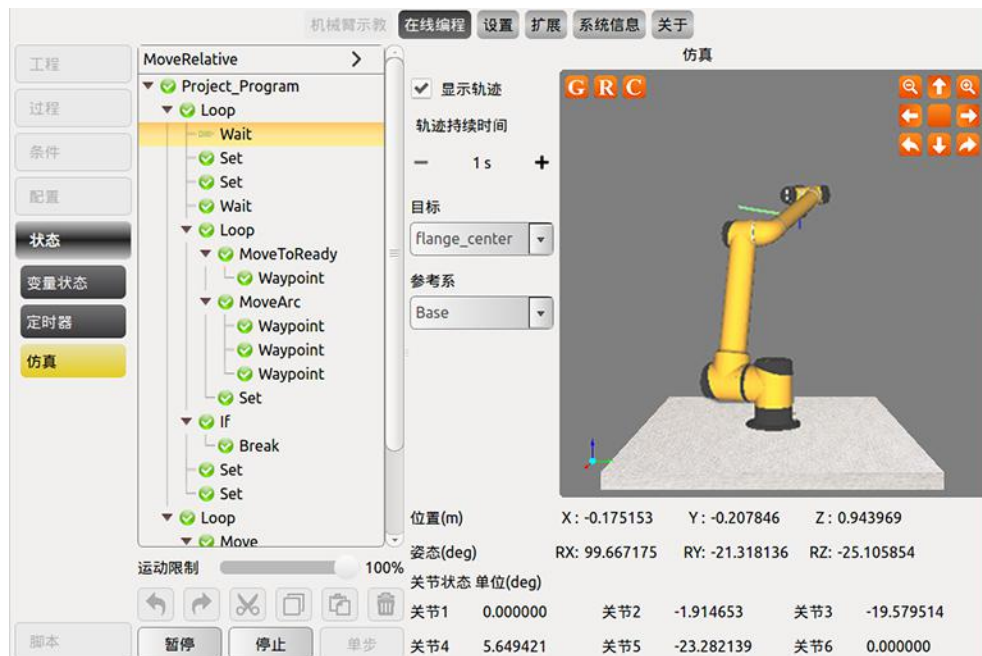 机械臂示教 在线编程 设置 扩展 系统信息 关于
工程
过程
条件
配置
状态
变量状态
定时器
仿真
脚本
MoveRelative
Project_Program
Loop
Wait
Set
Set
Wait
Loop
MoveToReady
Waypoint
MoveArc
Waypoint
Waypoint
Waypoint
Set
If
Break
Set
Set
Loop
Move
运动限制 100%
暂停 停止 单步
显示轨迹
轨迹持续时间
1 s
目标
flange_center
参考系
Base
仿真
G R C
位置(m) X : -0.175153 Y : -0.207846 Z : 0.943969
姿态(deg) RX: 99.667175 RY: -21.318136 RZ: -25.105854
关节状态 单位(deg)
关节1 0.000000 关节2 -1.914653 关节3 -19.579514
关节4 5.649421 关节5 -23.282139 关节6 0.000000